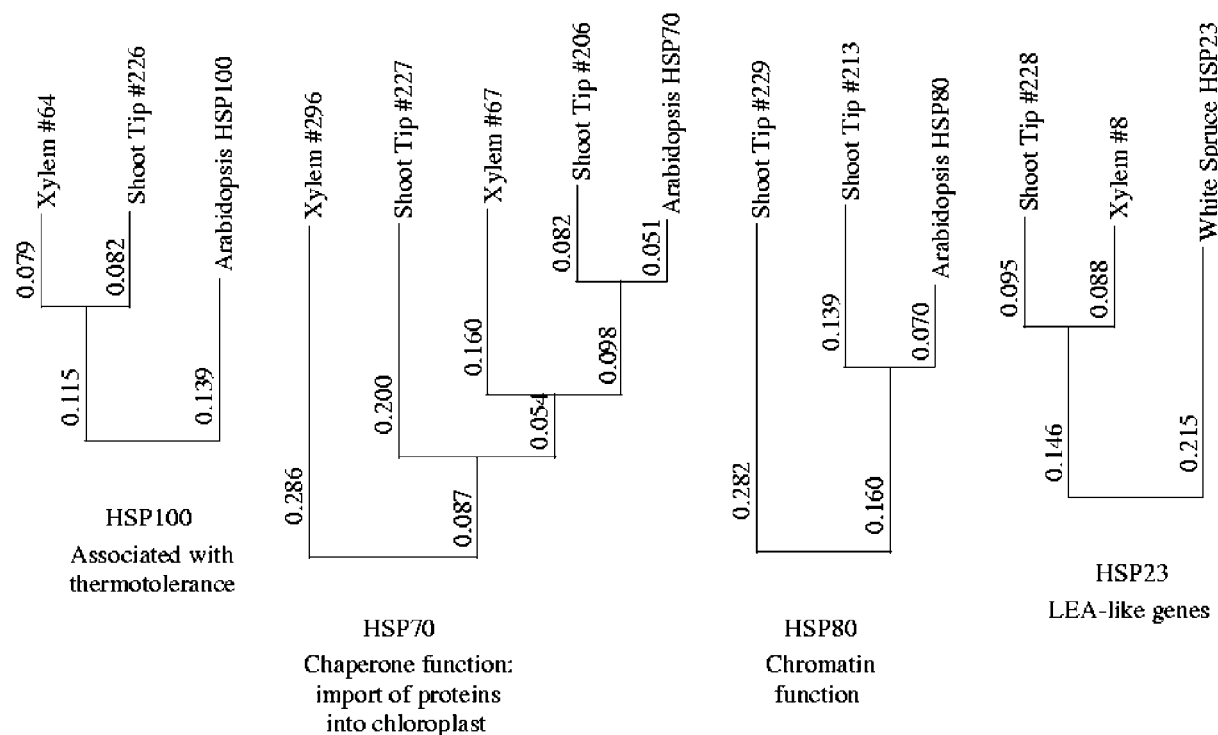 Xylem #64
Shoot Tip #226
Arabidopsis HSP100
0.079
0.082
0.115
0.139
HSP100
Associated with
thermotolerance
Xylem #296
Shoot Tip #227
Xylem #67
Shoot Tip #206
Arabidopsis HSP70
0.082
0.051
0.160
0.098
0.200
0.054
0.286
0.087
HSP70
Chaperone function:
import of proteins
into chloroplast
Shoot Tip #229
Shoot Tip #213
Arabidopsis HSP80
0.139
0.070
0.282
0.160
HSP80
Chromatin
function
Shoot Tip #228
Xylem #8
White Spruce HSP23
0.095
0.088
0.146
0.215
HSP23
LEA-like genes